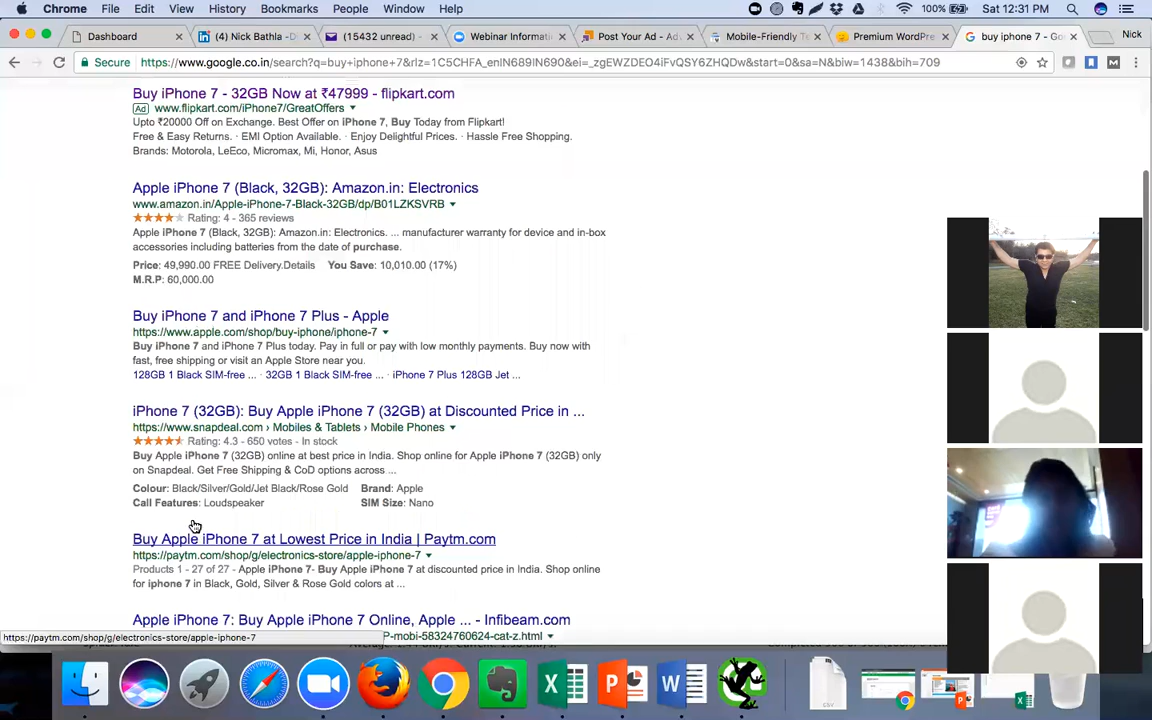 Chrome File Edit View History Bookmarks People Window Help 100% Sat 12:31 PM
Dashboard × Nick Bathla - D × (15432 unread) - × Webinar Informati × Post Your Ad - Adv × Mobile-Friendly Te × Premium WordPre × buy iphone 7 - Go × Nick
Secure https://www.google.co.in/search?q=buy+iphone+7&rlz=1C5CHFA_enIN689IN690&ei=_zgEWZDEO4iFvQSY6ZHQDw&start=0&sa=N&biw=1438&bih=709
Buy iPhone 7 - 32GB Now at ₹47999 - flipkart.com
Ad www.flipkart.com/iPhone7/GreatOffers
Upto ₹20000 Off on Exchange. Best Offer on iPhone 7, Buy Today from Flipkart!
Free & Easy Returns. · EMI Option Available. · Enjoy Delightful Prices. · Hassle Free Shopping.
Brands: Motorola, LeEco, Micromax, Mi, Honor, Asus
Apple iPhone 7 (Black, 32GB): Amazon.in: Electronics
www.amazon.in/Apple-iPhone-7-Black-32GB/dp/B01LZKSVRB
Rating: 4 - 365 reviews
Apple iPhone 7 (Black, 32GB): Amazon.in: Electronics. ... manufacturer warranty for device and in-box
accessories including batteries from the date of purchase.
Price: 49,990.00 FREE Delivery.Details You Save: 10,010.00 (17%)
M.R.P: 60,000.00
Buy iPhone 7 and iPhone 7 Plus - Apple
https://www.apple.com/shop/buy-iphone/iphone-7
Buy iPhone 7 and iPhone 7 Plus today. Pay in full or pay with low monthly payments. Buy now with
fast, free shipping or visit an Apple Store near you.
128GB 1 Black SIM-free ... · 32GB 1 Black SIM-free ... · iPhone 7 Plus 128GB Jet ...
iPhone 7 (32GB): Buy Apple iPhone 7 (32GB) at Discounted Price in ...
https://www.snapdeal.com › Mobiles & Tablets › Mobile Phones
Rating: 4.3 - 650 votes - In stock
Buy Apple iPhone 7 (32GB) online at best price in India. Shop online for Apple iPhone 7 (32GB) only
on Snapdeal. Get Free Shipping & CoD options across ...
Colour: Black/Silver/Gold/Jet Black/Rose Gold Brand: Apple
Call Features: Loudspeaker SIM Size: Nano
Buy Apple iPhone 7 at Lowest Price in India | Paytm.com
https://paytm.com/shop/g/electronics-store/apple-iphone-7
Products 1 - 27 of 27 - Apple iPhone 7- Buy Apple iPhone 7 at discounted price in India. Shop online
for iphone 7 in Black, Gold, Silver & Rose Gold colors at ...
Apple iPhone 7: Buy Apple iPhone 7 Online, Apple ... - Infibeam.com
https://paytm.com/shop/g/electronics-store/apple-iphone-7 P-mobi-58324760624-cat-z.html